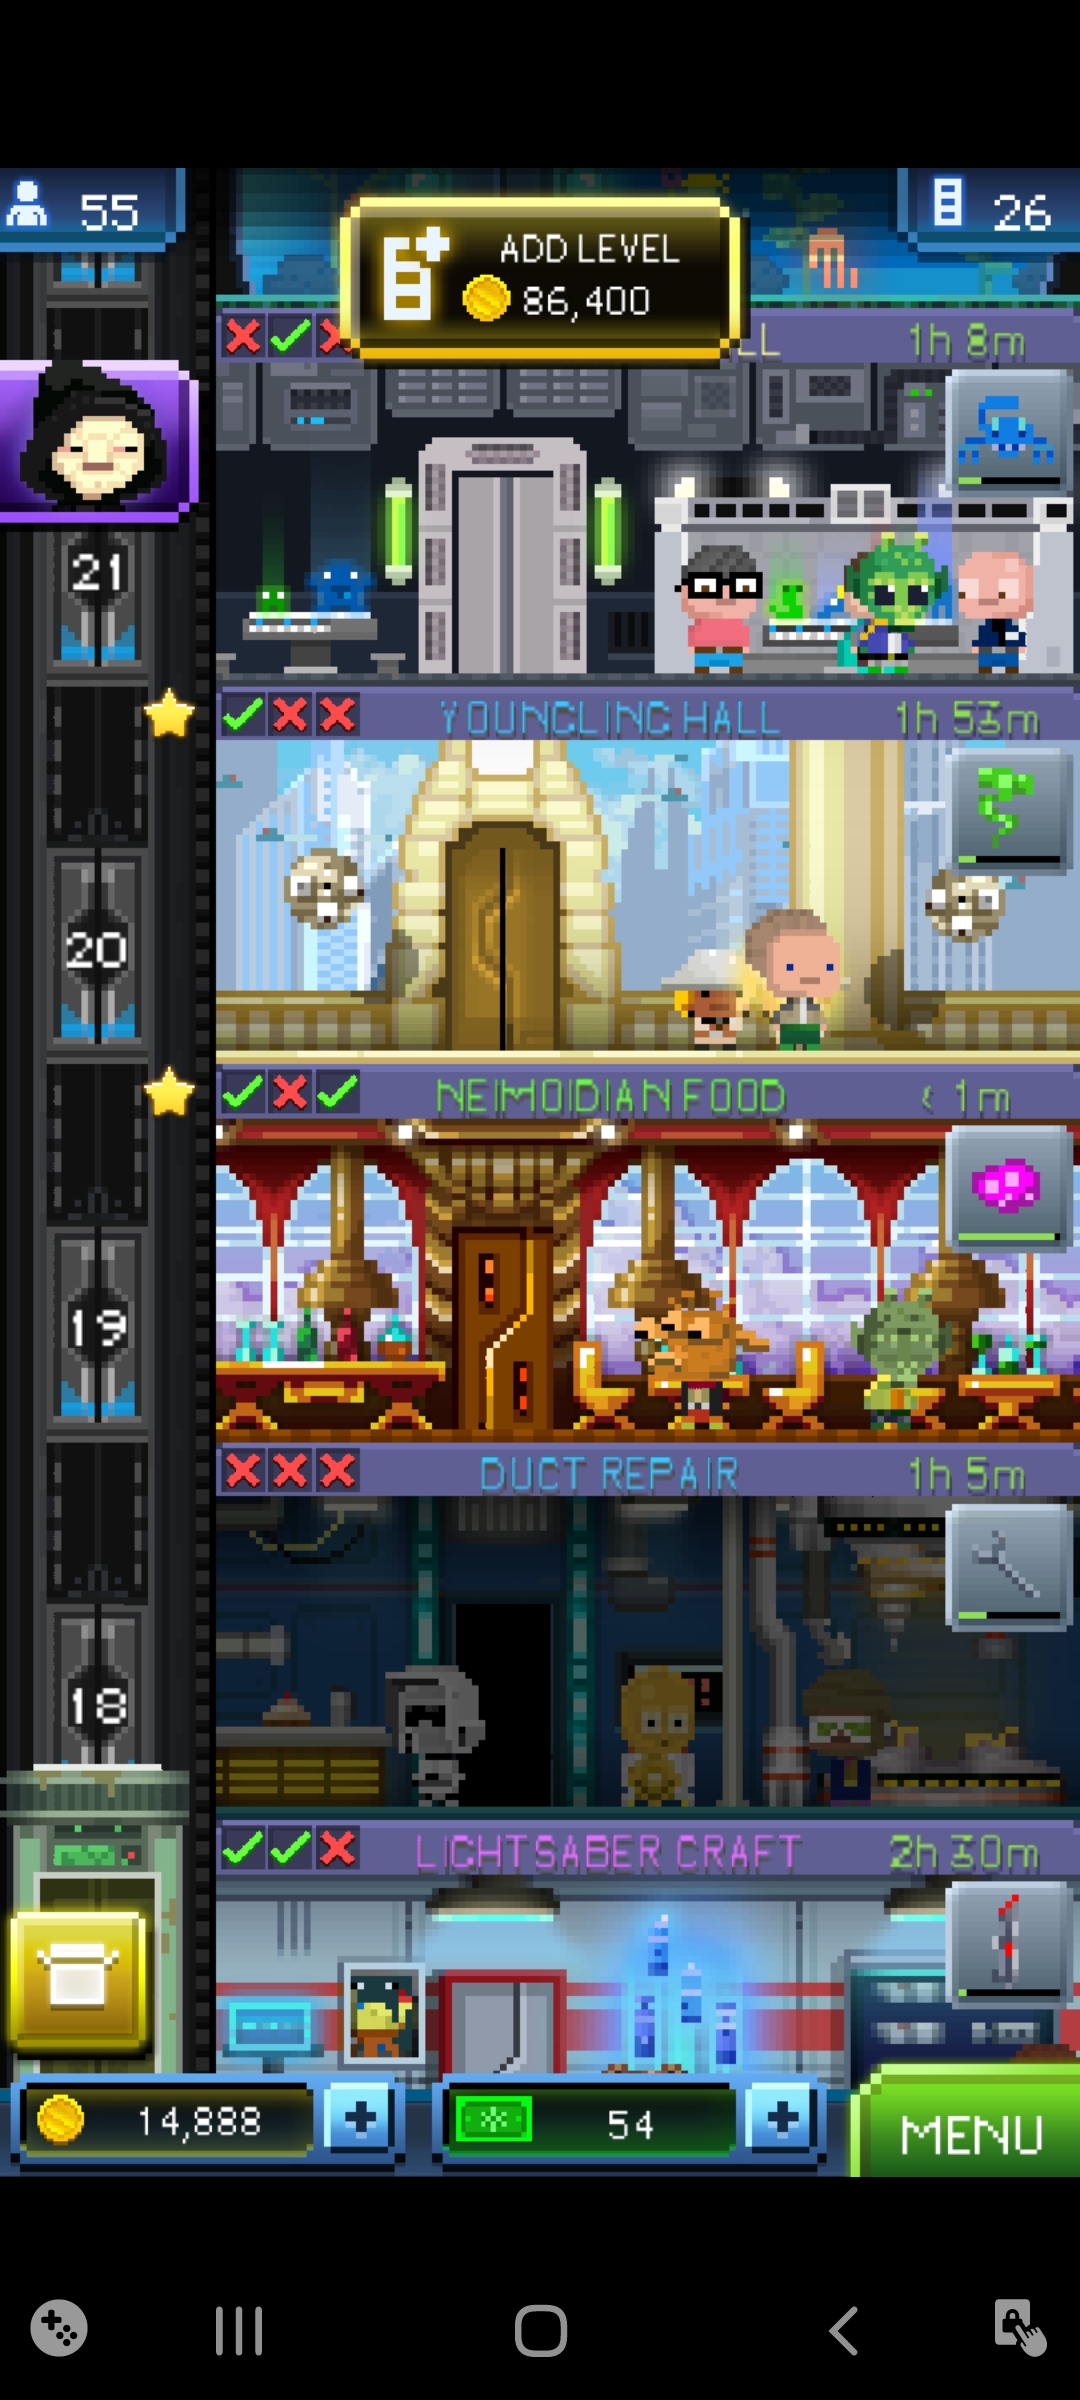 55
ADD LEVEL
86,400
26
LL
1h 8m
21
YOUNGLING HALL
1h 53m
20
NEIMOIDIAN FOOD
< 1m
19
DUCT REPAIR
1h 5m
18
LIGHTSABER CRAFT
2h 30m
14,888
54
MENU